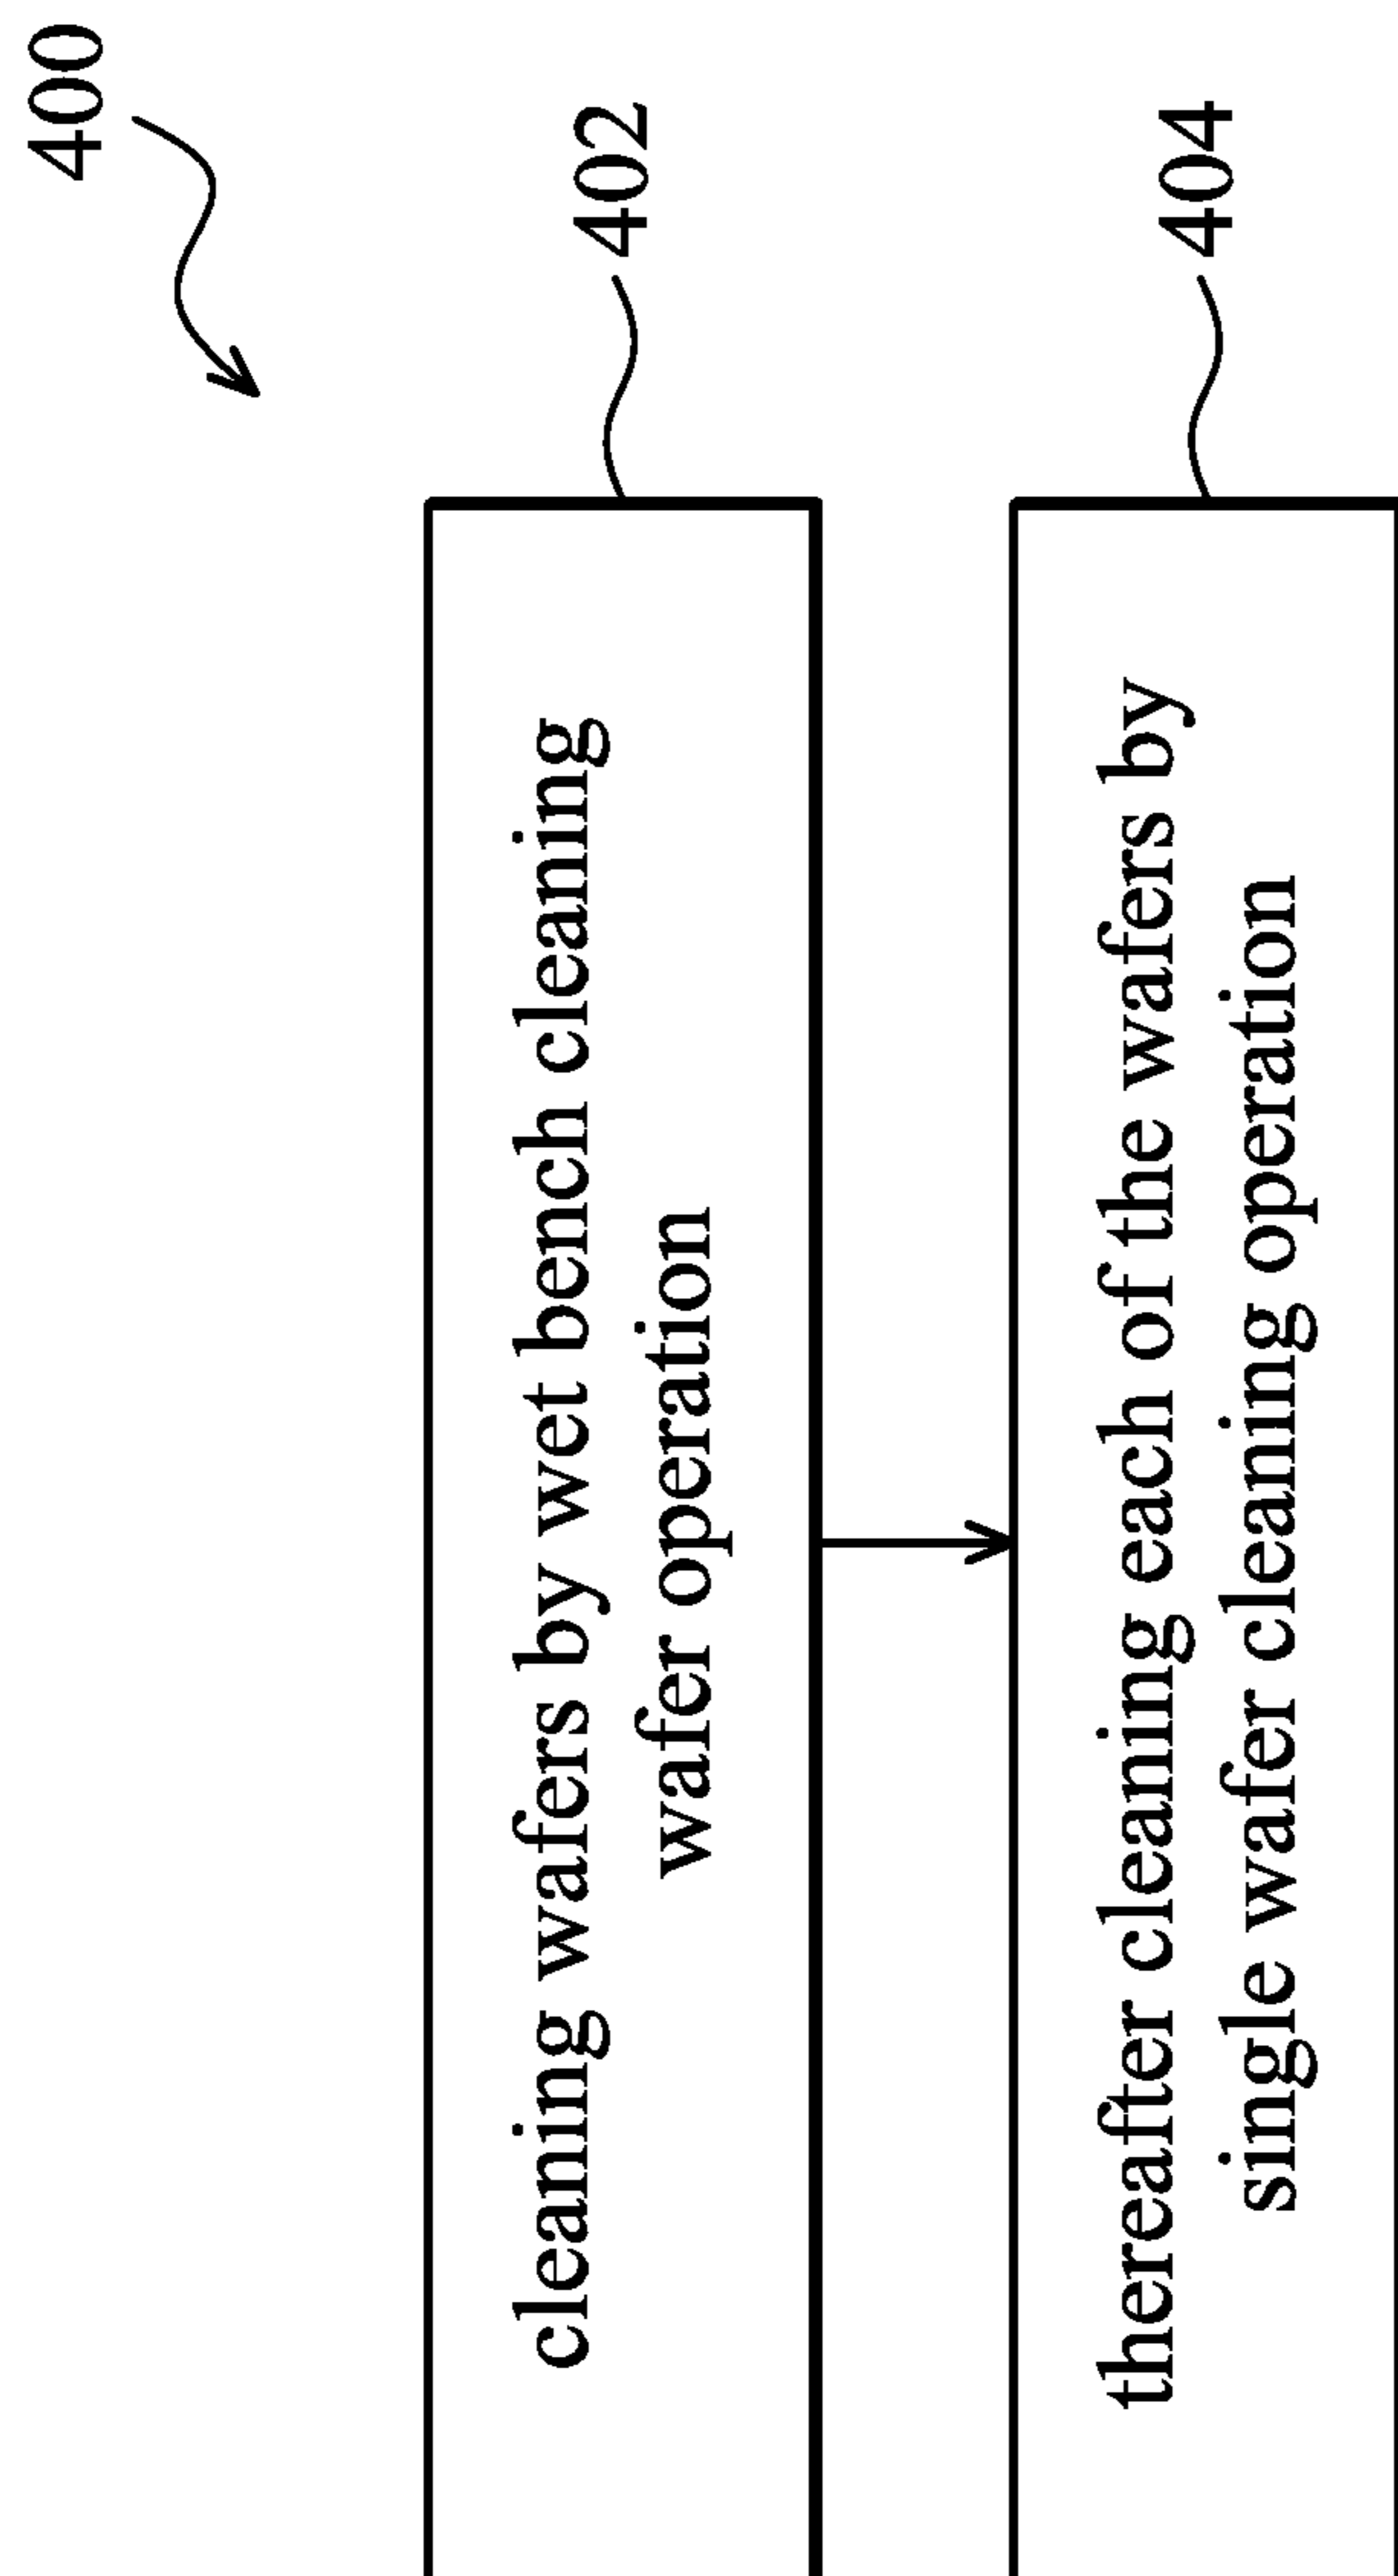 400
cleaning wafers by wet bench cleaning
wafer operation
402
thereafter cleaning each of the wafers by
single wafer cleaning operation
404